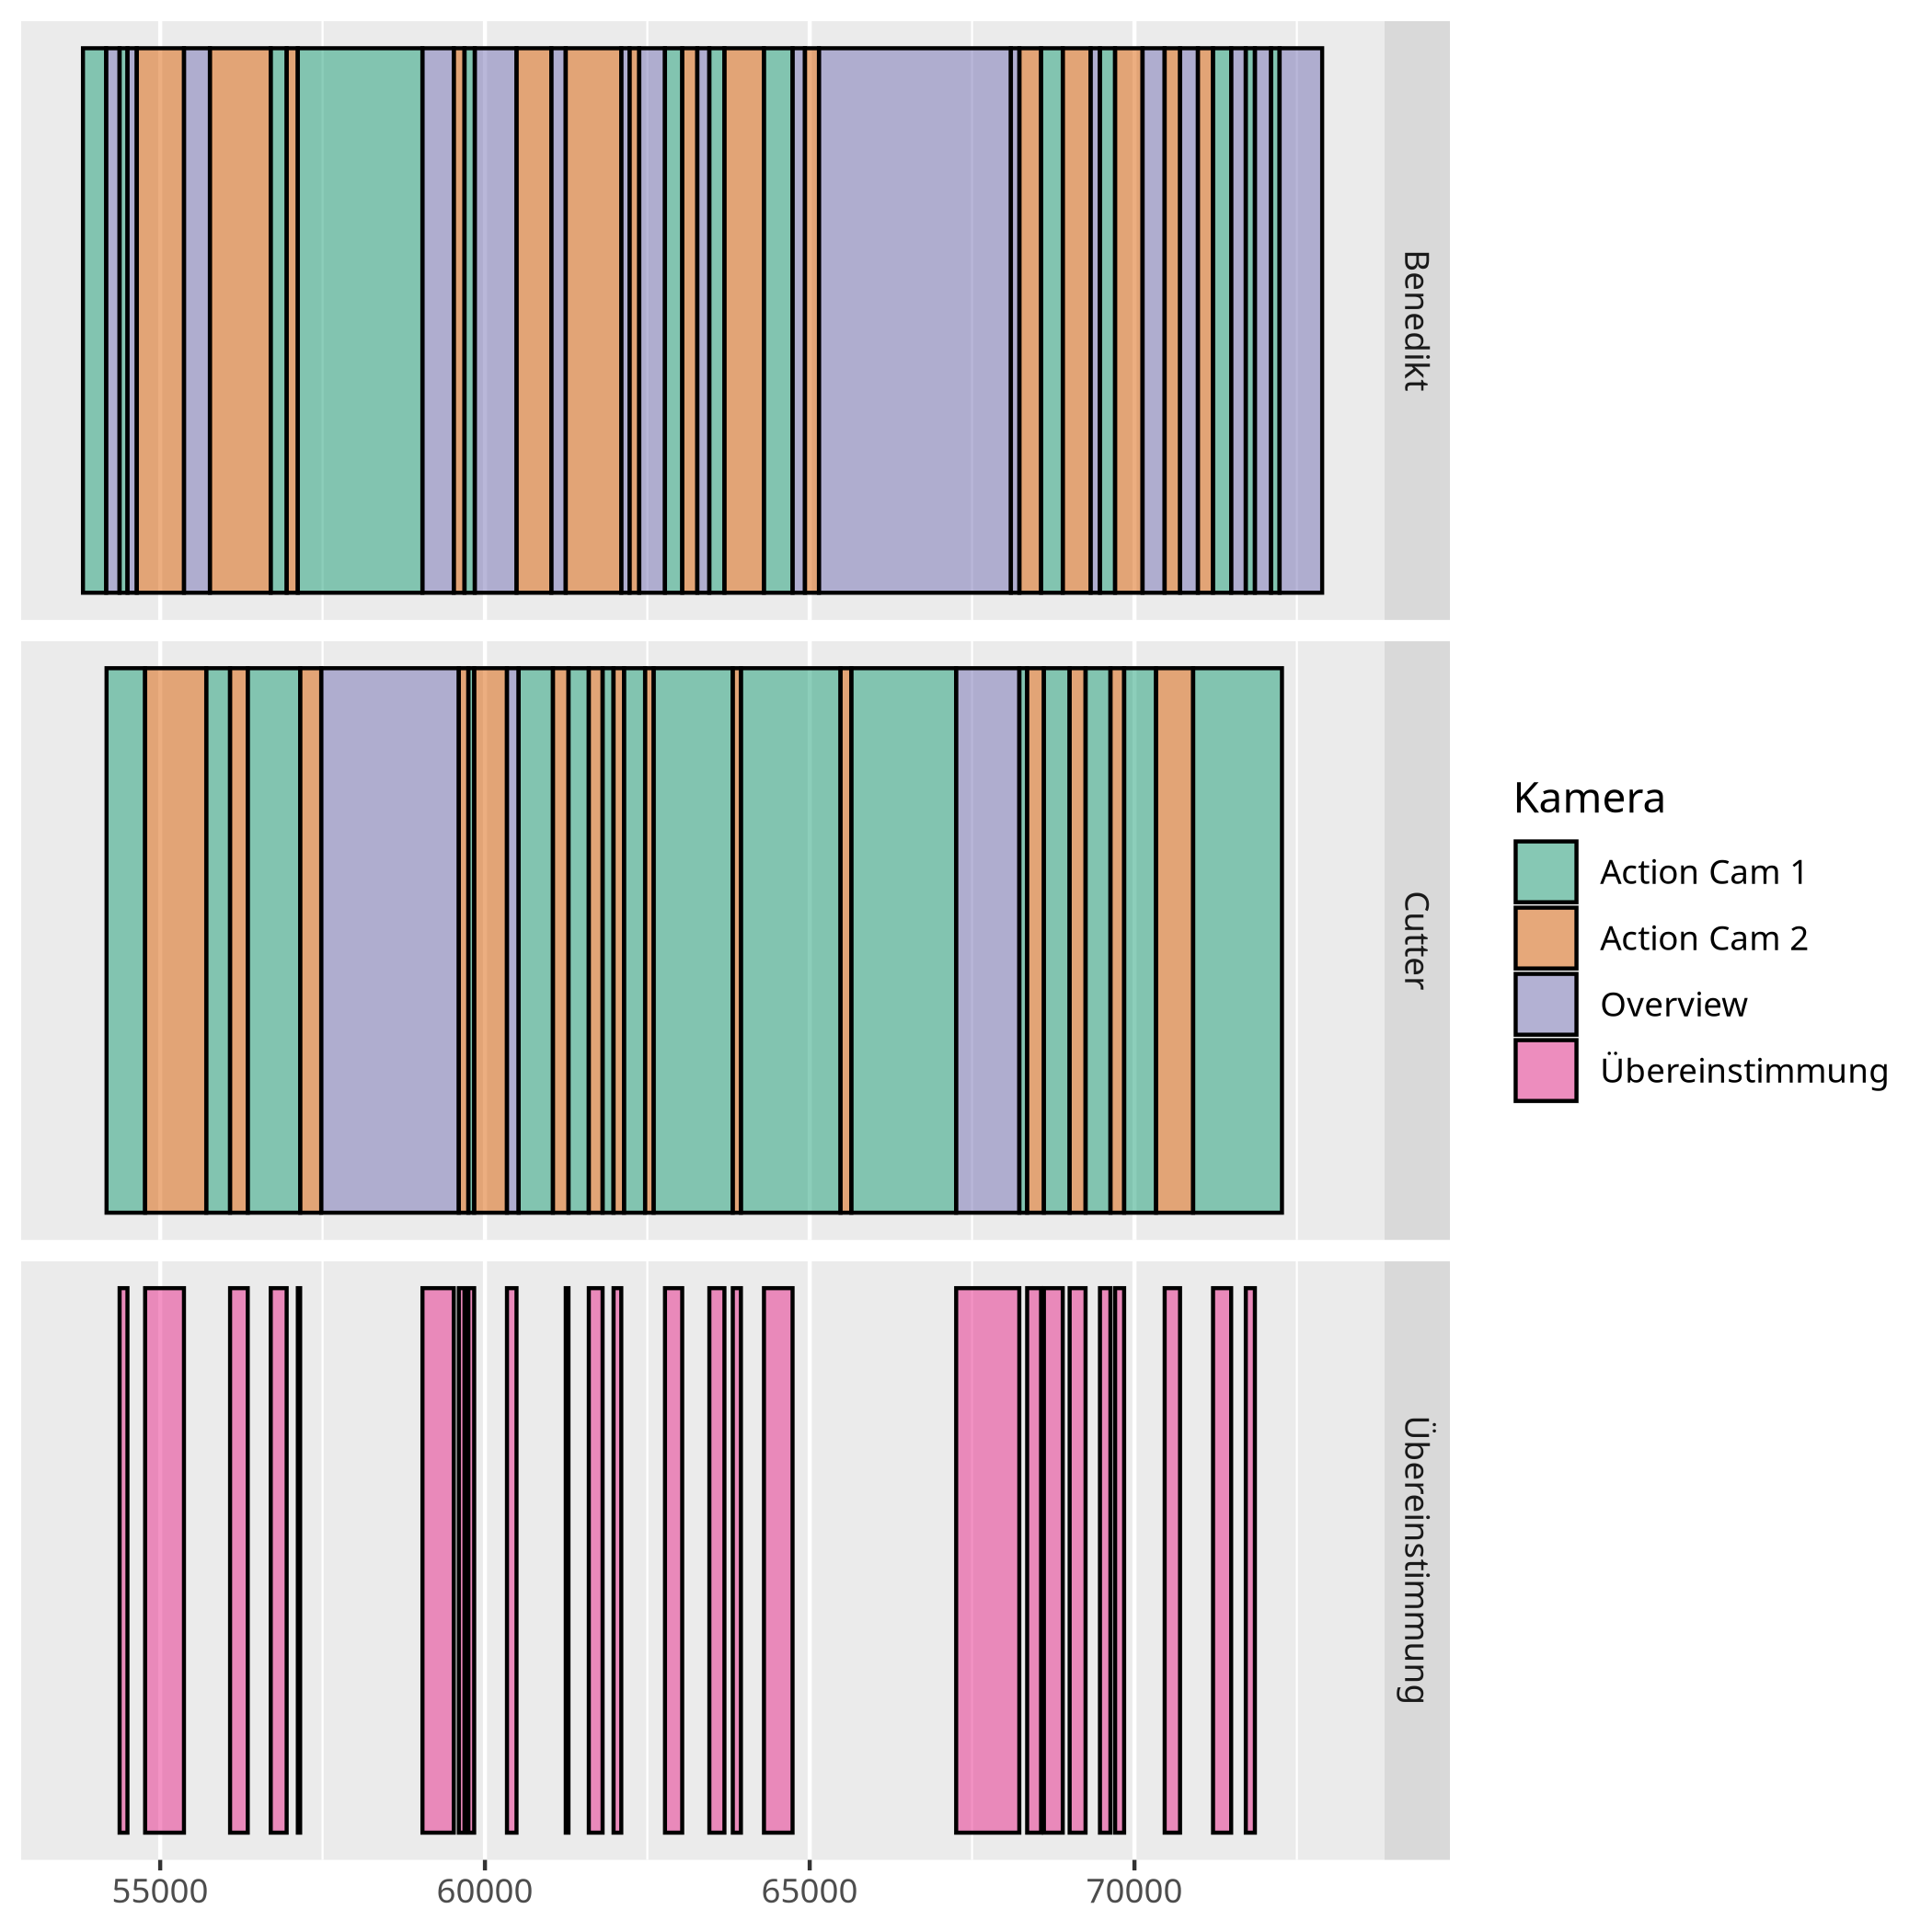 Benedikt
Cutter
Übereinstimmung
55000
60000
65000
70000
Kamera
Action Cam 1
Action Cam 2
Overview
Übereinstimmung